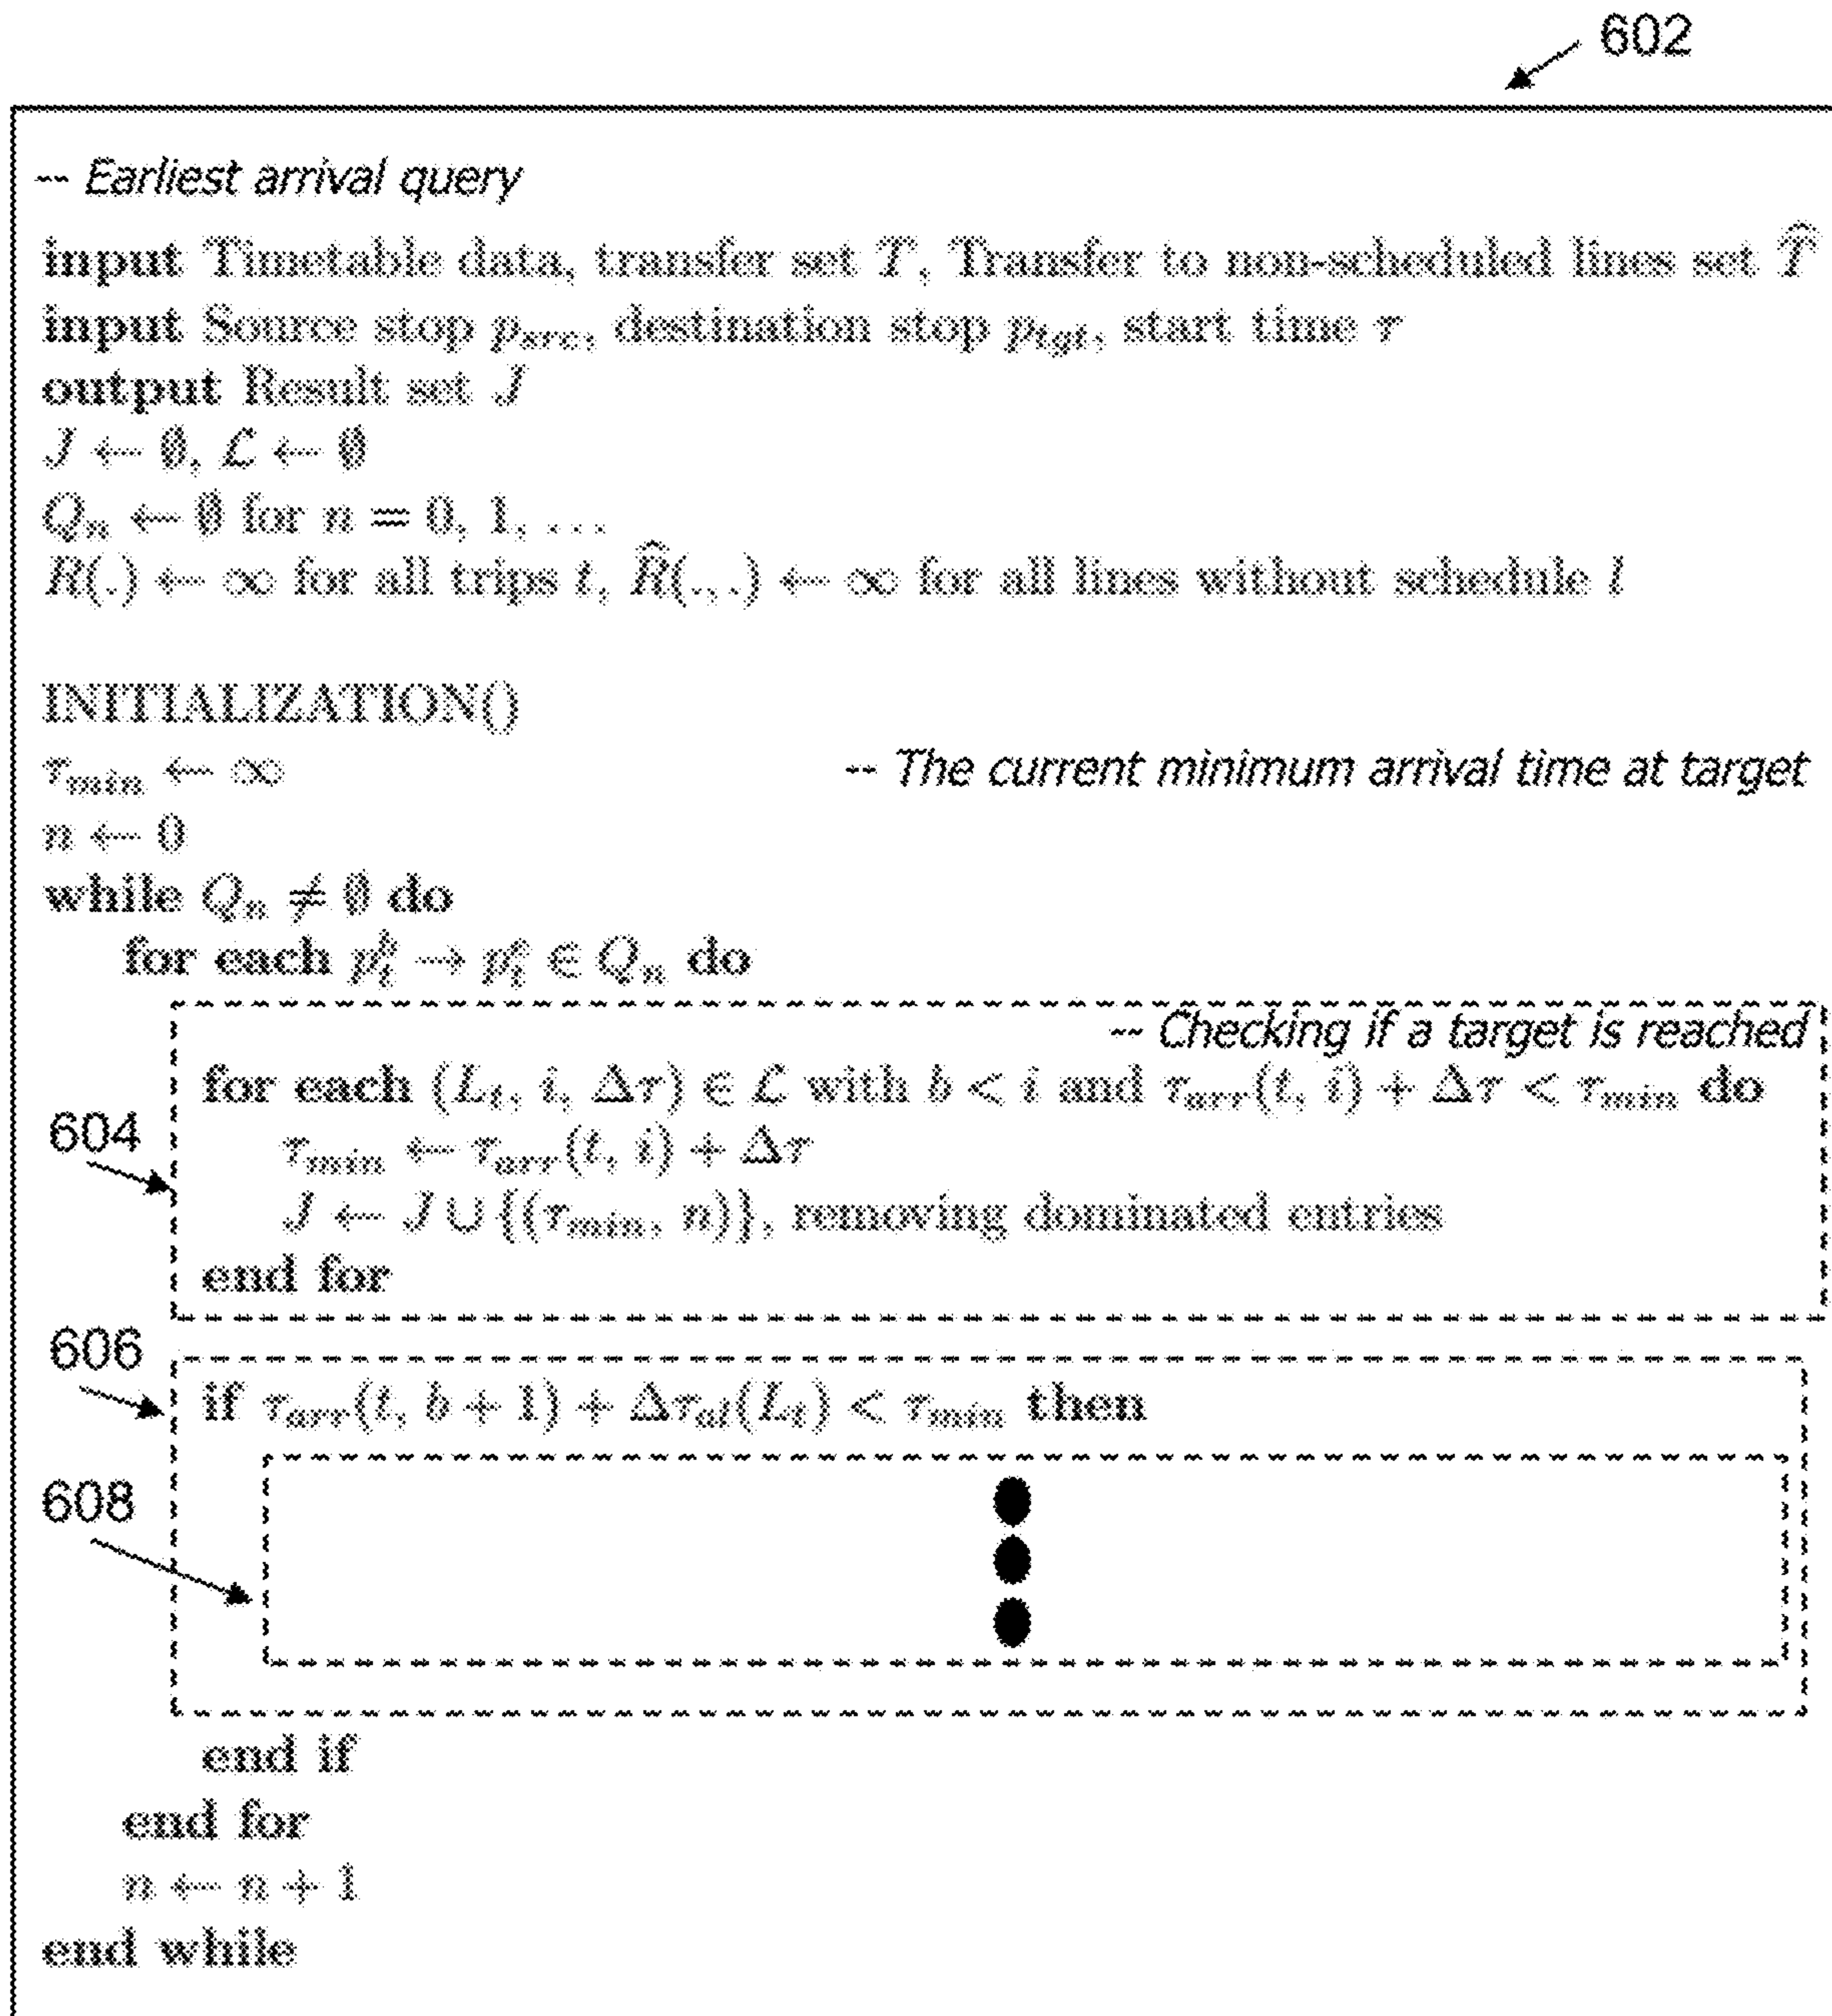 602
-- Earliest arrival query
input Timetable data, transfer set T, Transfer to non-scheduled lines set T̂
input Source stop p_src, destination stop p_tgt, start time τ
output Result set J
J ← ∅, ℒ ← ∅
Q_n ← ∅ for n = 0, 1, …
R(.) ← ∞ for all trips t, R̂(., .) ← ∞ for all lines without schedule l
INITIALIZATION()
τ_min ← ∞ -- The current minimum arrival time at target
n ← 0
while Q_n ≠ ∅ do
for each p_t^b → p_t^e ∈ Q_n do
-- Checking if a target is reached
for each (L_t, i, Δτ) ∈ ℒ with b < i and τ_arr(t, i) + Δτ < τ_min do
604
τ_min ← τ_arr(t, i) + Δτ
J ← J ∪ {(τ_min, n)}, removing dominated entries
end for
606
if τ_arr(t, b + 1) + Δτ_al(L_t) < τ_min then
608
end if
end for
n ← n + 1
end while